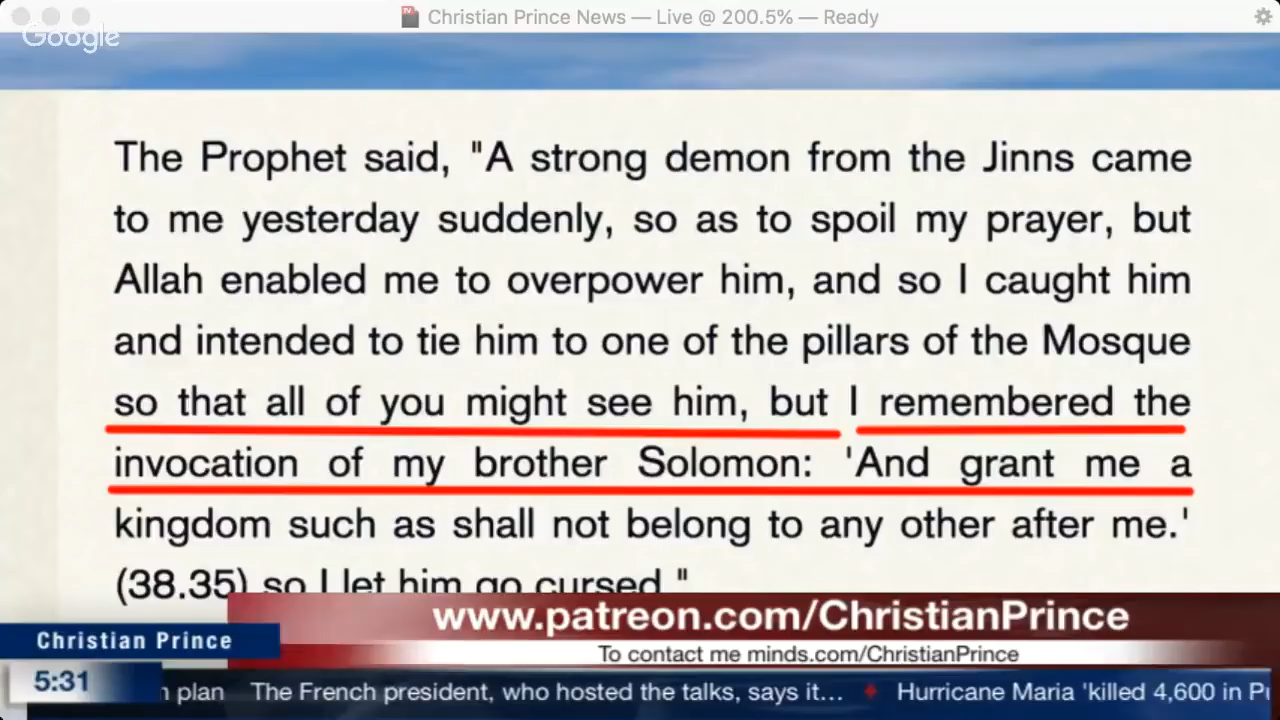 Christian Prince News — Live @ 200.5% — Ready
Google
The Prophet said, "A strong demon from the Jinns came
to me yesterday suddenly, so as to spoil my prayer, but
Allah enabled me to overpower him, and so I caught him
and intended to tie him to one of the pillars of the Mosque
so that all of you might see him, but I remembered the
invocation of my brother Solomon: 'And grant me a
kingdom such as shall not belong to any other after me.'
(38.35) so I let him go cursed."
www.patreon.com/ChristianPrince
Christian Prince
To contact me minds.com/ChristianPrince
5:31
plan The French president, who hosted the talks, says it... Hurricane Maria 'killed 4,600 in